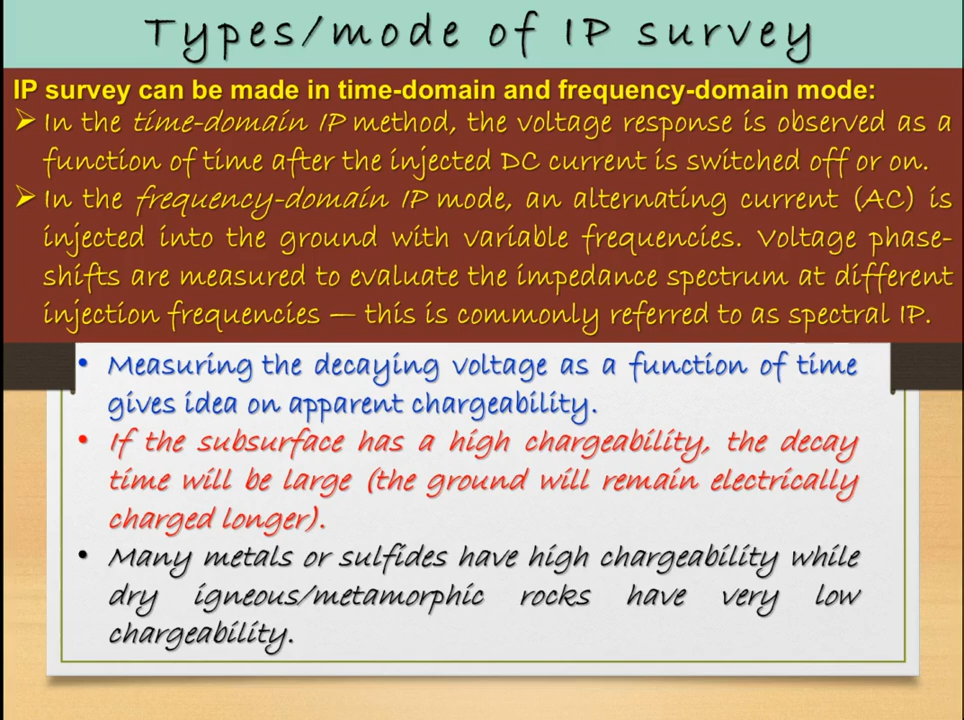 Types/mode of IP survey
IP survey can be made in time-domain and frequency-domain mode:
➢ In the time-domain IP method, the voltage response is observed as a
function of time after the injected DC current is switched off or on.
➢ In the frequency-domain IP mode, an alternating current (AC) is
injected into the ground with variable frequencies. Voltage phase-
shifts are measured to evaluate the impedance spectrum at different
injection frequencies — this is commonly referred to as spectral IP.
• Measuring the decaying voltage as a function of time
gives idea on apparent chargeability.
• If the subsurface has a high chargeability, the decay
time will be large (the ground will remain electrically
charged longer).
• Many metals or sulfides have high chargeability while
dry igneous/metamorphic rocks have very low
chargeability.